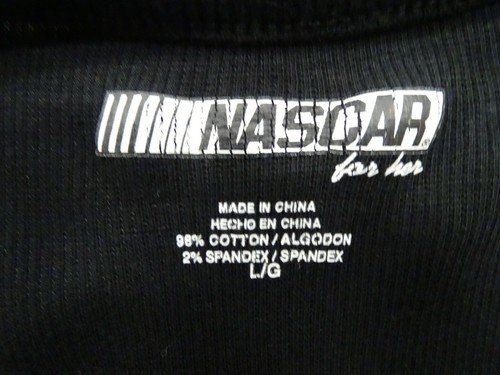 NASCAR
for her
MADE IN CHINA
HECHO EN CHINA
98% COTTON / ALGODON
2% SPANDEX / SPANDEX
L/G